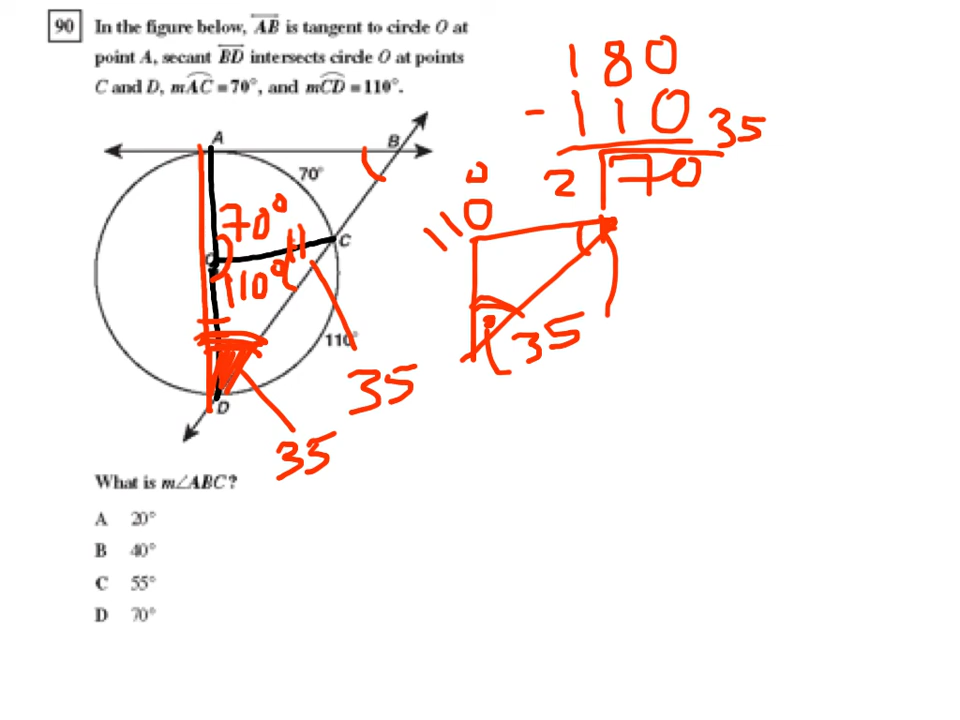 90 In the figure below, AB is tangent to circle O at
point A, secant BD intersects circle O at points
C and D, mAC = 70°, and mCD = 110°.
180
- 110
35
2 70
A
B
70°
C
O
70°
110°
110°
D
35
35
110
O
35
What is m∠ABC?
A 20°
B 40°
C 55°
D 70°